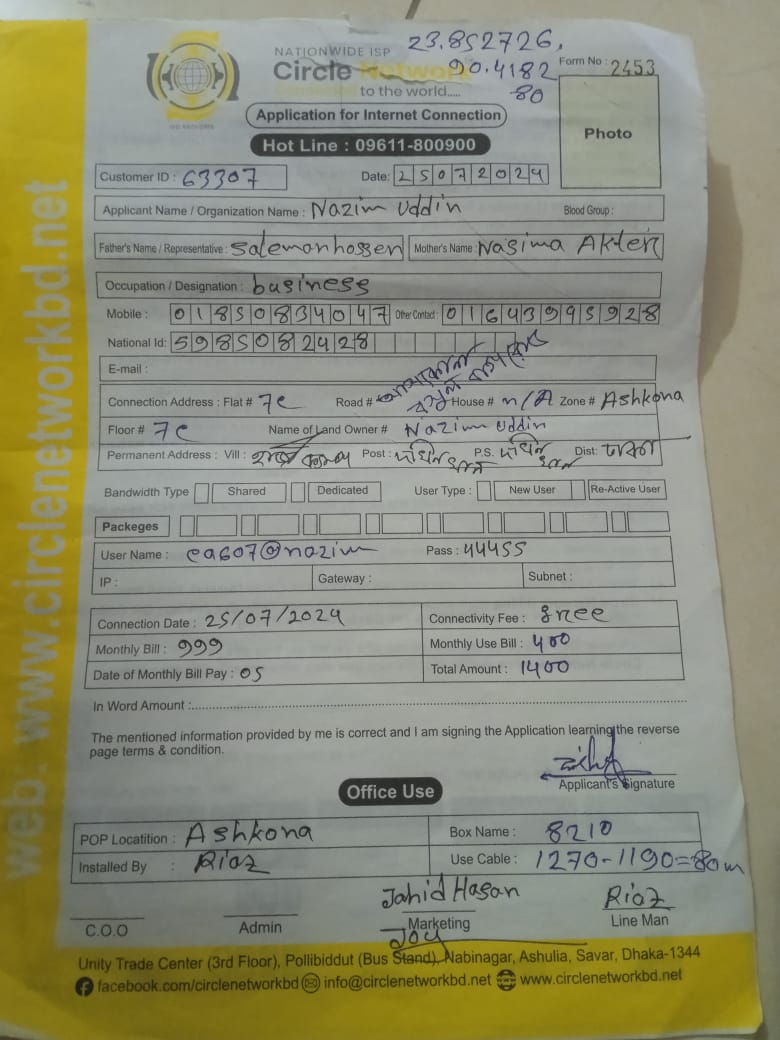 23.852726,
NATIONWIDE ISP 90.4182
Circle Network Form No : 2453
to the world..... 80
Application for Internet Connection
Photo
Hot Line : 09611-800900
Customer ID : 63307 Date: 25072024
Applicant Name / Organization Name : Nazim Uddin Blood Group :
Father's Name / Representative : Salemanhossen Mother's Name : Nasima Akter
Occupation / Designation : business
Mobile : 01850834047 Other Contact : 01643995928
National Id: 5985082428
E-mail :
Connection Address : Flat # 7c Road # House # n/A Zone # Ashkona
Floor # 7c Name of Land Owner # Nazim Uddin
Permanent Address : Vill : Post : P.S. Dist: ঢাকা
Bandwidth Type Shared Dedicated User Type : New User Re-Active User
Packeges
User Name : ca607@nazim Pass : 44455
IP : Gateway : Subnet :
Connection Date : 25/07/2024 Connectivity Fee : free
Monthly Bill : 999 Monthly Use Bill : 400
Date of Monthly Bill Pay : 05 Total Amount : 1400
In Word Amount :
The mentioned information provided by me is correct and I am signing the Application learning the reverse
page terms & condition.
Applicant's Signature
Office Use
POP Locatition : Ashkona Box Name : 8210
Installed By : Riaz Use Cable : 1270-1190=80m
Jahid Hasan Riaz
C.O.O Admin Marketing Line Man
Joy
Unity Trade Center (3rd Floor), Pollibiddut (Bus Stand), Nabinagar, Ashulia, Savar, Dhaka-1344
facebook.com/circlenetworkbd info@circlenetworkbd.net www.circlenetworkbd.net
web: www.circlenetworkbd.net